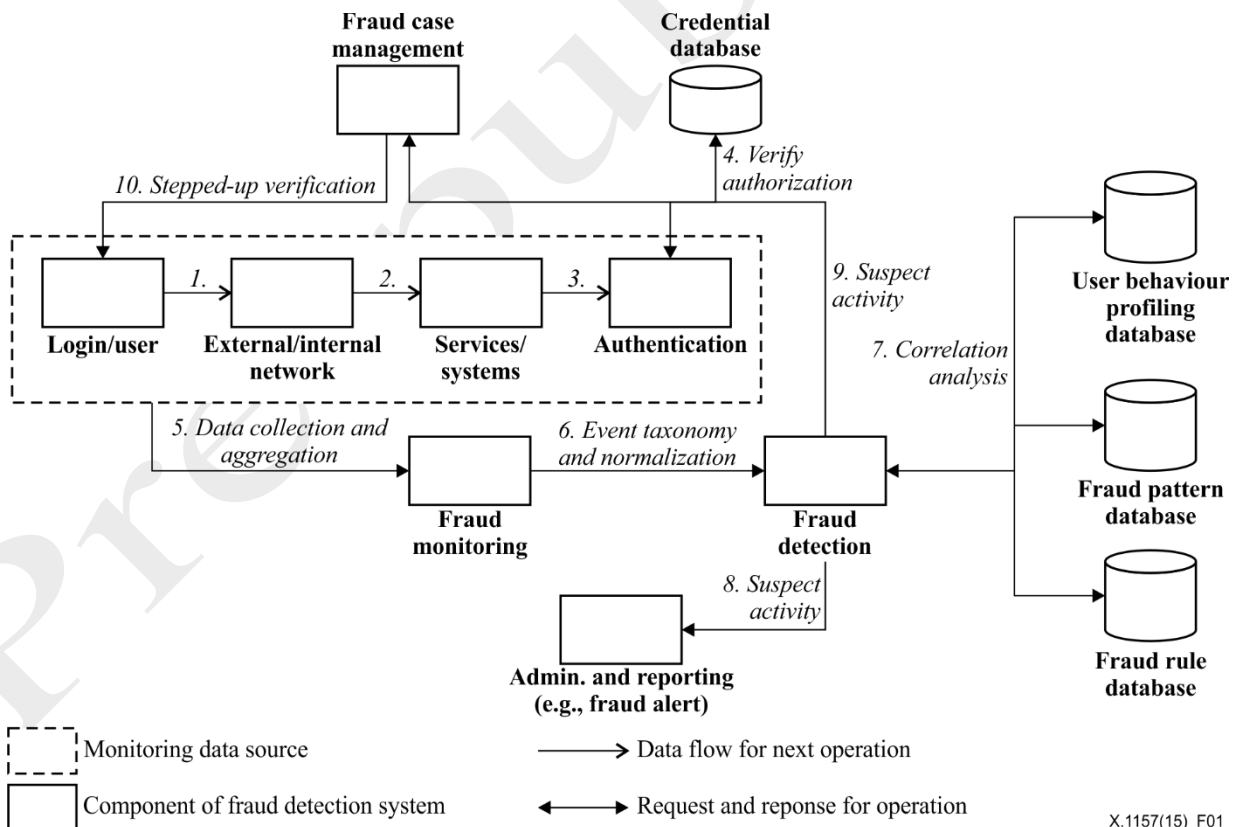 Fraud case
management
Credential
database
4. Verify
authorization
10. Stepped-up verification
1.
2.
3.
Login/user
External/internal
network
Services/
systems
Authentication
9. Suspect
activity
User behaviour
profiling
database
7. Correlation
analysis
5. Data collection and
aggregation
6. Event taxonomy
and normalization
Fraud
monitoring
Fraud
detection
Fraud pattern
database
8. Suspect
activity
Admin. and reporting
(e.g., fraud alert)
Fraud rule
database
Monitoring data source
Data flow for next operation
Component of fraud detection system
Request and reponse for operation
X.1157(15)_F01